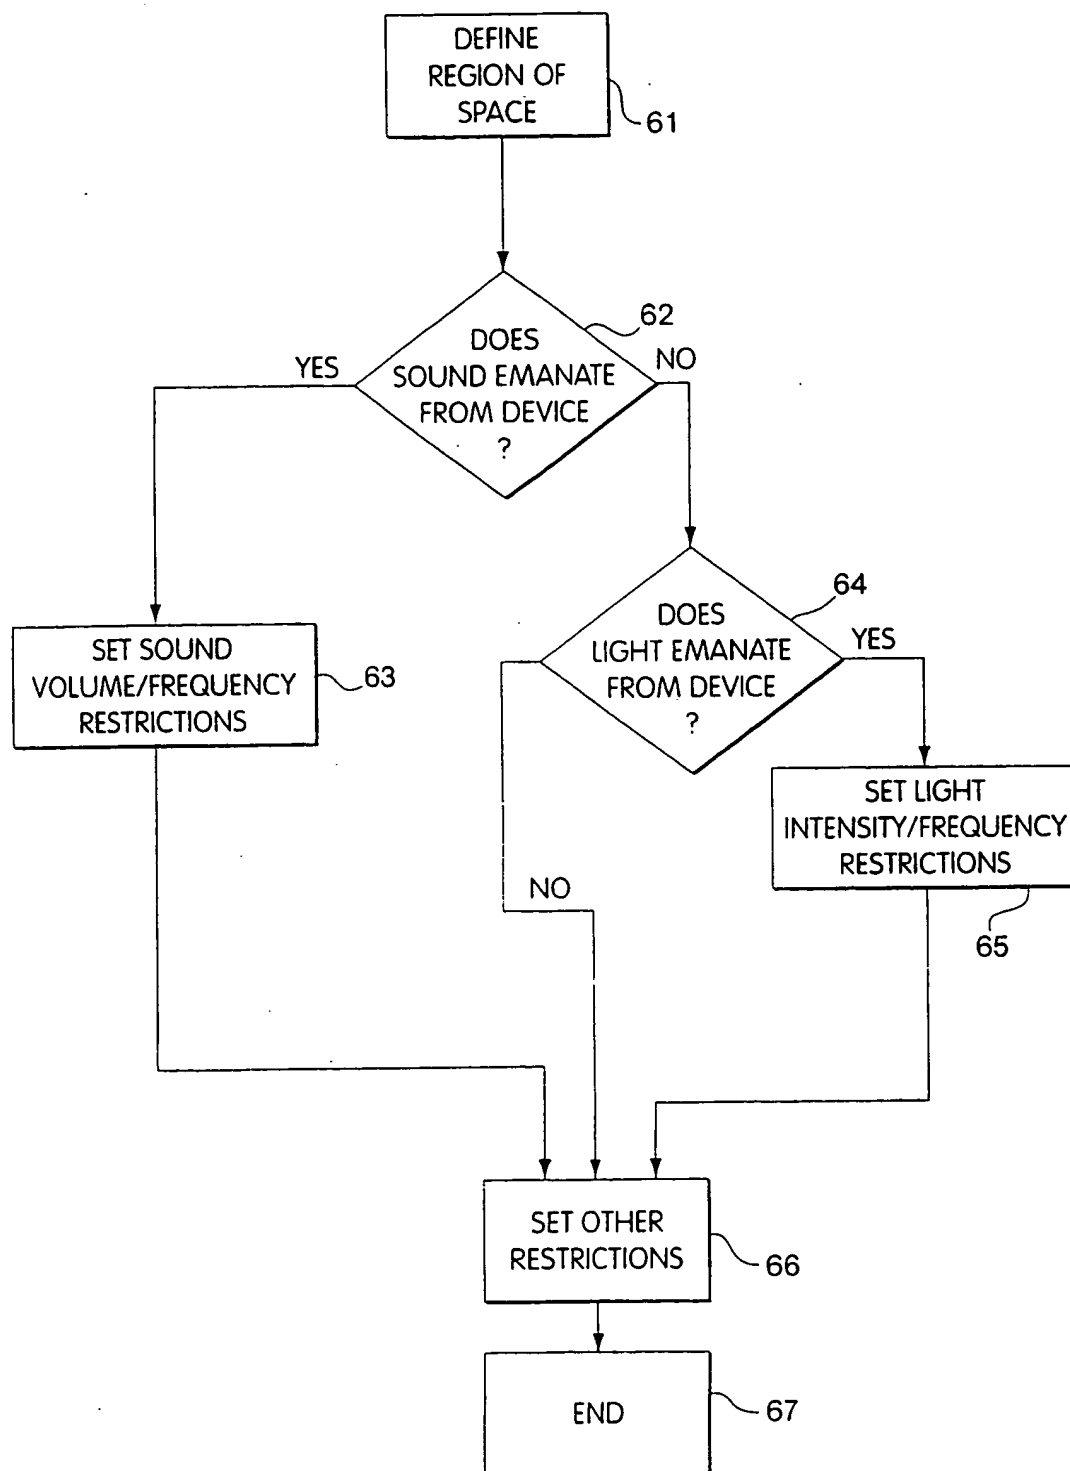 DEFINE
REGION OF
SPACE
61
62
DOES
SOUND EMANATE
FROM DEVICE
?
YES
NO
64
DOES
LIGHT EMANATE
FROM DEVICE
?
YES
NO
SET SOUND
VOLUME/FREQUENCY
RESTRICTIONS
63
SET LIGHT
INTENSITY/FREQUENCY
RESTRICTIONS
65
SET OTHER
RESTRICTIONS
66
END
67